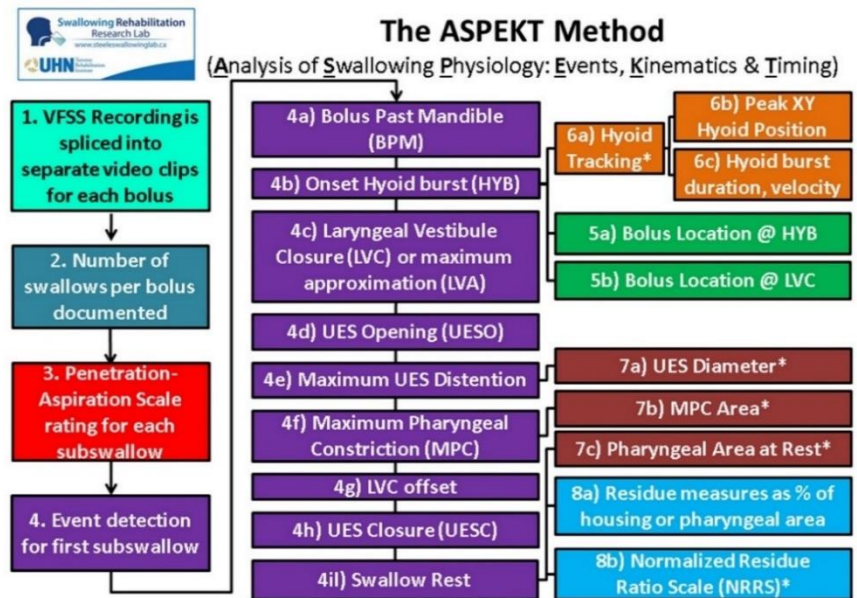 Swallowing Rehabilitation
Research Lab
www.steeleswallowinglab.ca
UHN
Toronto
Rehabilitation
Institute
The ASPEKT Method
(Analysis of Swallowing Physiology: Events, Kinematics & Timing)
1. VFSS Recording is
spliced into
separate video clips
for each bolus
2. Number of
swallows per bolus
documented
3. Penetration-
Aspiration Scale
rating for each
subswallow
4. Event detection
for first subswallow
4a) Bolus Past Mandible
(BPM)
4b) Onset Hyoid burst (HYB)
4c) Laryngeal Vestibule
Closure (LVC) or maximum
approximation (LVA)
4d) UES Opening (UESO)
4e) Maximum UES Distention
4f) Maximum Pharyngeal
Constriction (MPC)
4g) LVC offset
4h) UES Closure (UESC)
4il) Swallow Rest
6a) Hyoid
Tracking*
6b) Peak XY
Hyoid Position
6c) Hyoid burst
duration, velocity
5a) Bolus Location @ HYB
5b) Bolus Location @ LVC
7a) UES Diameter*
7b) MPC Area*
7c) Pharyngeal Area at Rest*
8a) Residue measures as % of
housing or pharyngeal area
8b) Normalized Residue
Ratio Scale (NRRS)*